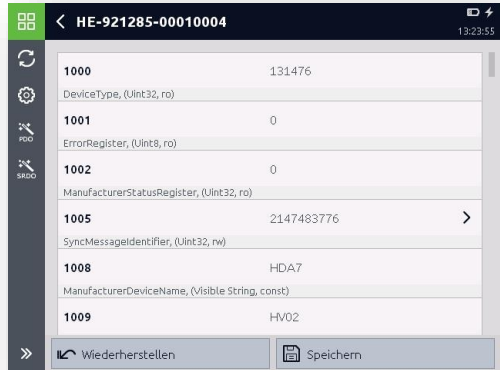 HE-921285-00010004
13:23:55
1000 131476
DeviceType, (Uint32, ro)
1001 0
ErrorRegister, (Uint8, ro)
1002 0
ManufacturerStatusRegister, (Uint32, ro)
1005 2147483776
SyncMessageIdentifier, (Uint32, rw)
1008 HDA7
ManufacturerDeviceName, (Visible String, const)
1009 HV02
PDO
SRDO
Wiederherstellen Speichern